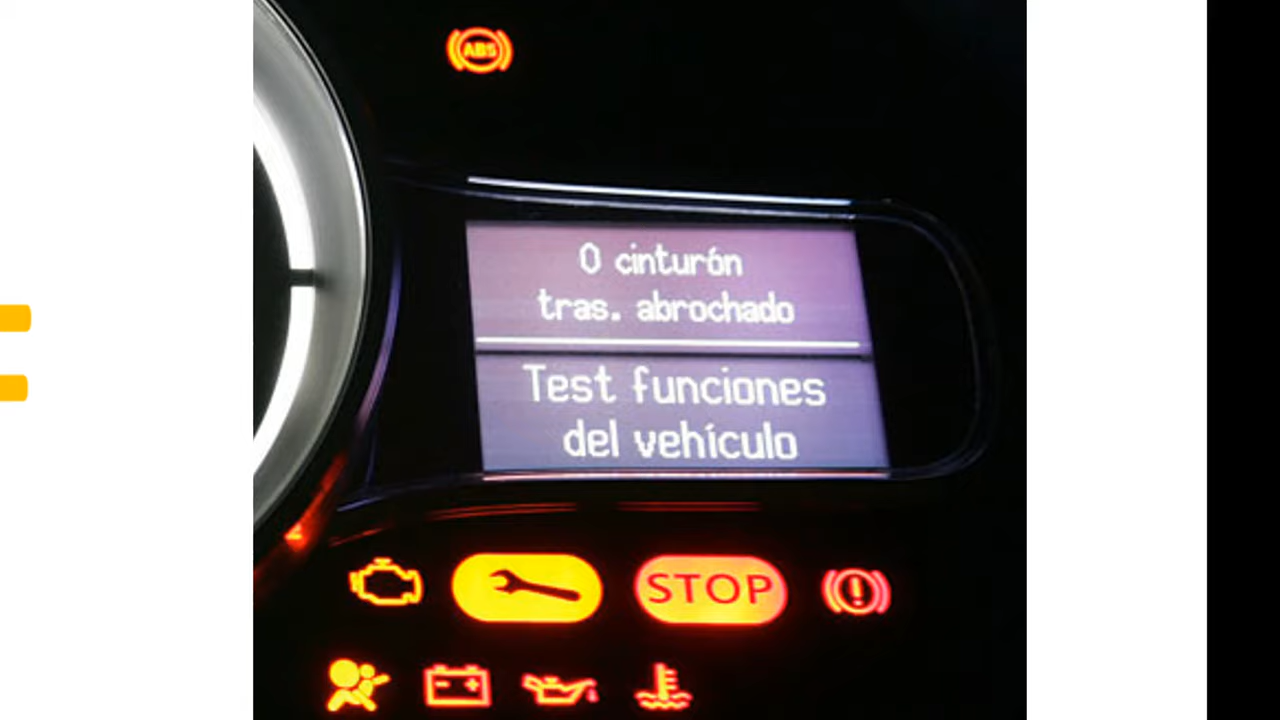 ABS
0 cinturón
tras. abrochado
Test funciones
del vehículo
STOP